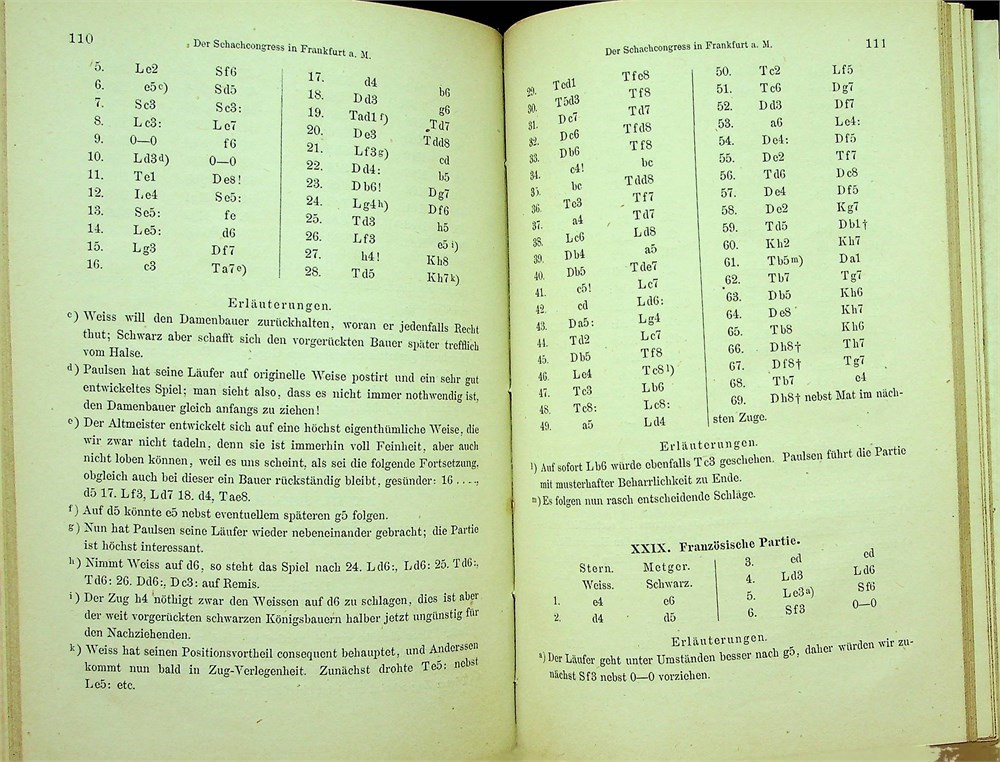 110
Der Schachcongress in Frankfurt a. M.
5. Le2 Sf6
6. e5c) Sd5
7. Sc3 Sc3:
8. Lc3: Le7
9. 0—0 f6
10. Ld3d) 0—0
11. Te1 De8!
12. Le4 Se5:
13. Se5: fe
14. Le5: d6
15. Lg3 Df7
16. c3 Ta7e)
17. d4 b6
18. Dd3 g6
19. Tad1f) Td7
20. De3 Tdd8
21. Lf3g) cd
22. Dd4: b5
23. Db6! Dg7
24. Lg4h) Df6
25. Td3 h5
26. Lf3 e5i)
27. h4! Kh8
28. Td5 Kh7k)
Erläuterungen.
c) Weiss will den Damenbauer zurückhalten, woran er jedenfalls Recht
thut; Schwarz aber schafft sich den vorgerückten Bauer später trefflich
vom Halse.
d) Paulsen hat seine Läufer auf originelle Weise postirt und ein sehr gut
entwickeltes Spiel; man sieht also, dass es nicht immer nothwendig ist,
den Damenbauer gleich anfangs zu ziehen!
e) Der Altmeister entwickelt sich auf eine höchst eigenthümliche Weise, die
wir zwar nicht tadeln, denn sie ist immerhin voll Feinheit, aber auch
nicht loben können, weil es uns scheint, als sei die folgende Fortsetzung,
obgleich auch bei dieser ein Bauer rückständig bleibt, gesünder: 16 ....,
d5 17. Lf3, Ld7 18. d4, Tae8.
f) Auf d5 könnte e5 nebst eventuellem späteren g5 folgen.
g) Nun hat Paulsen seine Läufer wieder nebeneinander gebracht; die Partie
ist höchst interessant.
h) Nimmt Weiss auf d6, so steht das Spiel nach 24. Ld6:, Ld6: 25. Td6:,
Td6: 26. Dd6:, Dc3: auf Remis.
i) Der Zug h4 nöthigt zwar den Weissen auf d6 zu schlagen, dies ist aber
der weit vorgerückten schwarzen Königsbauern halber jetzt ungünstig für
den Nachziehenden.
k) Weiss hat seinen Positionsvortheil consequent behauptet, und Anderssen
kommt nun bald in Zug-Verlegenheit. Zunächst drohte Te5: nebst
Le5: etc.
Der Schachcongress in Frankfurt a. M.
111
29. Ted1 Tfe8
30. T5d3 Tf8
31. Dc7 Td7
32. Dc6 Tfd8
33. Db6 Tf8
34. c4! bc
35. bc Tdd8
36. Tc3 Tf7
37. a4 Td7
38. Lc6 Ld8
39. Db4 a5
40. Db5 Tde7
41. c5! Lc7
42. cd Ld6:
43. Da5: Lg4
44. Td2 Lc7
45. Db5 Tf8
46. Le4 Tc8l)
47. Tc3 Lb6
48. Tc8: Lc8:
49. a5 Ld4
50. Tc2 Lf5
51. Tc6 Dg7
52. Dd3 Df7
53. a6 Le4:
54. De4: Df5
55. De2 Tf7
56. Td6 Dc8
57. De4 Df5
58. De2 Kg7
59. Td5 Db1†
60. Kh2 Kh7
61. Tb5m) Da1
62. Tb7 Tg7
63. Db5 Kh6
64. De8 Kh7
65. Tb8 Kh6
66. Dh8† Th7
67. Df8† Tg7
68. Tb7 e4
69. Dh8† nebst Mat im näch-
sten Zuge.
Erläuterungen.
l) Auf sofort Lb6 würde ebenfalls Tc3 geschehen. Paulsen führt die Partie
mit musterhafter Beharrlichkeit zu Ende.
m) Es folgen nun rasch entscheidende Schläge.
XXIX. Französische Partie.
Stern. Metger.
Weiss. Schwarz.
1. e4 e6
2. d4 d5
3. ed ed
4. Ld3 Ld6
5. Le3a) Sf6
6. Sf3 0—0
Erläuterungen.
a) Der Läufer geht unter Umständen besser nach g5, daher würden wir zu-
nächst Sf3 nebst 0—0 vorziehen.